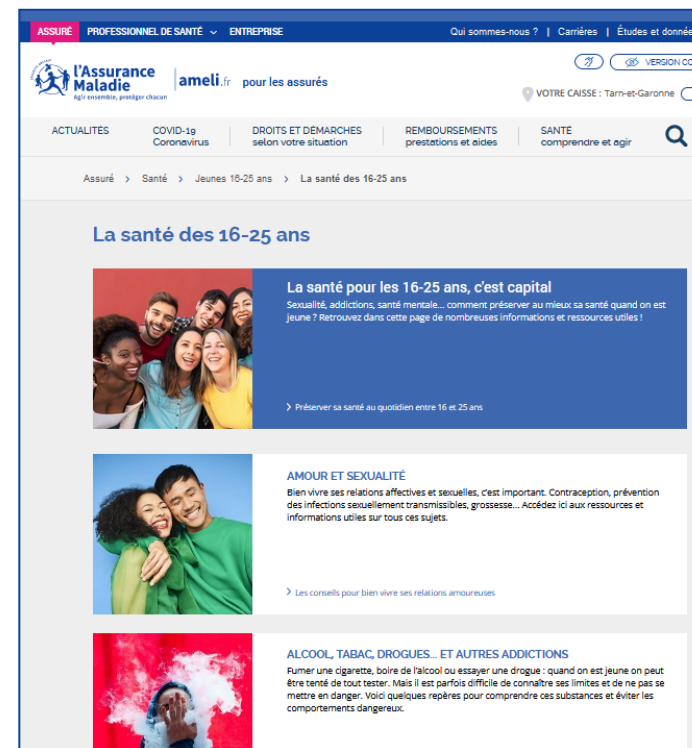 ASSURÉ PROFESSIONNEL DE SANTÉ ENTREPRISE Qui sommes-nous ? | Carrières | Études et donnée
l'Assurance
Maladie
Agir ensemble, protéger chacun
ameli.fr pour les assurés
VERSION CO
VOTRE CAISSE : Tarn-et-Garonne
ACTUALITÉS
COVID-19
Coronavirus
DROITS ET DÉMARCHES
selon votre situation
REMBOURSEMENTS
prestations et aides
SANTÉ
comprendre et agir
Assuré > Santé > Jeunes 16-25 ans > La santé des 16-25 ans
La santé des 16-25 ans
La santé pour les 16-25 ans, c'est capital
Sexualité, addictions, santé mentale... comment préserver au mieux sa santé quand on est
jeune ? Retrouvez dans cette page de nombreuses informations et ressources utiles !
> Préserver sa santé au quotidien entre 16 et 25 ans
AMOUR ET SEXUALITÉ
Bien vivre ses relations affectives et sexuelles, c'est important. Contraception, prévention
des infections sexuellement transmissibles, grossesse... Accédez ici aux ressources et
informations utiles sur tous ces sujets.
> Les conseils pour bien vivre ses relations amoureuses
ALCOOL, TABAC, DROGUES... ET AUTRES ADDICTIONS
Fumer une cigarette, boire de l'alcool ou essayer une drogue : quand on est jeune on peut
être tenté de tout tester. Mais il est parfois difficile de connaître ses limites et de ne pas se
mettre en danger. Voici quelques repères pour comprendre ces substances et éviter les
comportements dangereux.